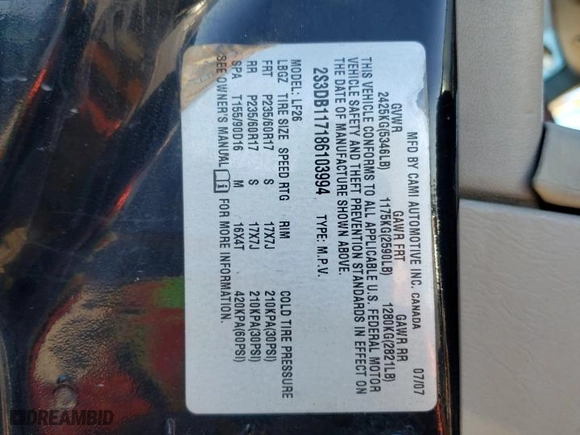 MFD BY CAMI AUTOMOTIVE INC. CANADA 07/07
GVWR GAWR FRT GAWR RR
2425KG(5346LB) 1175KG(2590LB) 1280KG(2821LB)
THIS VEHICLE CONFORMS TO ALL APPLICABLE U.S. FEDERAL MOTOR
VEHICLE SAFETY AND THEFT PREVENTION STANDARDS IN EFFECT ON
THE DATE OF MANUFACTURE SHOWN ABOVE.
2S3DB117186103994 TYPE: M.P.V.
MODEL: LF26
LBGZ TIRE SIZE SPEED RTG RIM COLD TIRE PRESSURE
FRT P235/60R17 S 17X7J 210KPA(30PSI)
RR P235/60R17 S 17X7J 210KPA(30PSI)
SPA T155/90D16 M 16X4T 420KPA(60PSI)
SEE OWNER'S MANUAL i FOR MORE INFORMATION.
DREAMBID